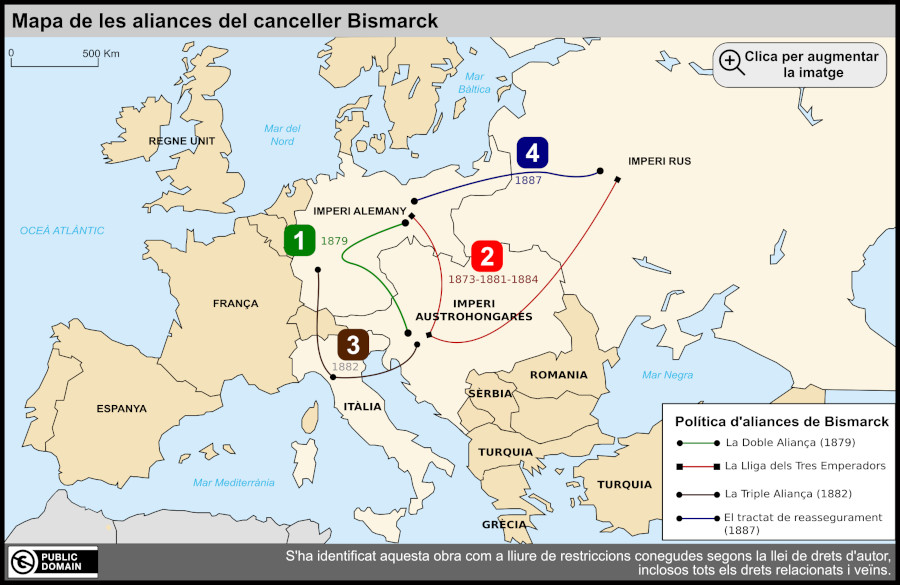 Mapa de les aliances del canceller Bismarck
0 500 Km
Clica per augmentar
la imatge
Mar
Bàltica
Mar del
Nord
REGNE UNIT
4
1887
IMPERI RUS
IMPERI ALEMANY
OCEÀ ATLÀNTIC
1
1879
2
1873-1881-1884
FRANÇA
IMPERI
AUSTROHONGARÈS
3
1882
ROMANIA
Mar Negra
SÈRBIA
ESPANYA
ITÀLIA
TURQUIA
Mar Mediterrània
TURQUIA
GRÈCIA
Política d'aliances de Bismarck
La Doble Aliança (1879)
La Lliga dels Tres Emperadors
La Triple Aliança (1882)
El tractat de reassegurament
(1887)
PUBLIC
DOMAIN
S'ha identificat aquesta obra com a lliure de restriccions conegudes segons la llei de drets d'autor,
inclosos tots els drets relacionats i veïns.